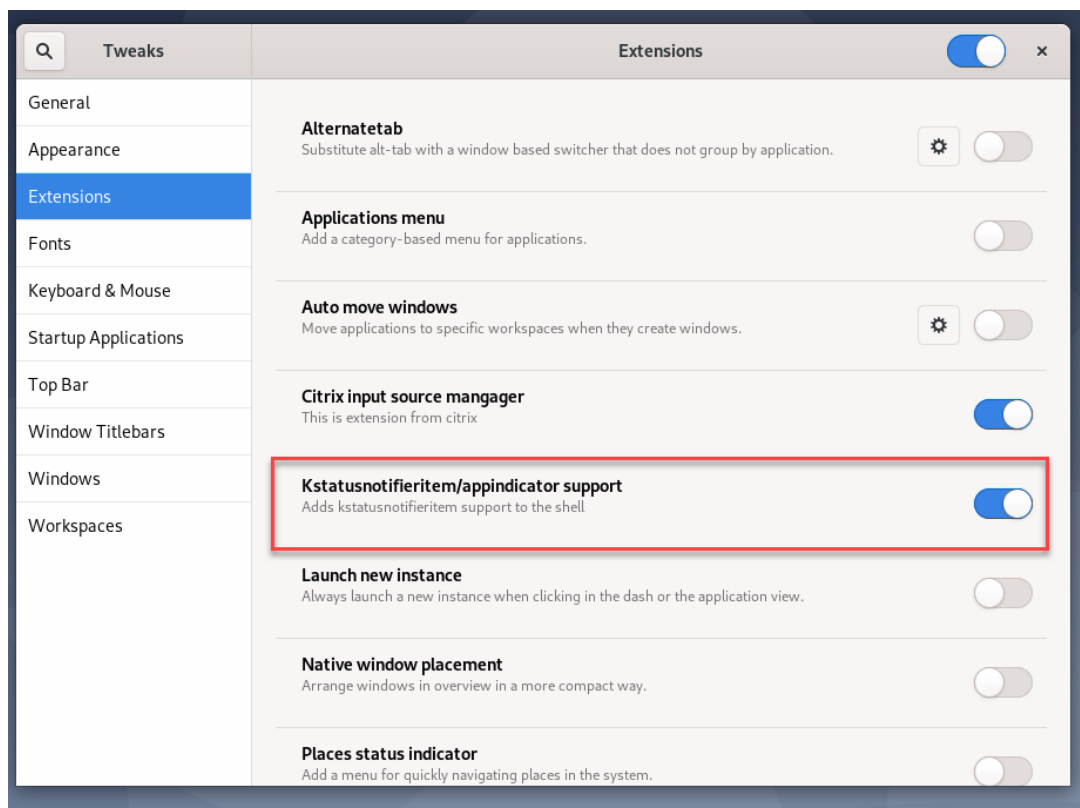 Tweaks
Extensions
General
Appearance
Extensions
Fonts
Keyboard & Mouse
Startup Applications
Top Bar
Window Titlebars
Windows
Workspaces
Alternatetab
Substitute alt-tab with a window based switcher that does not group by application.
Applications menu
Add a category-based menu for applications.
Auto move windows
Move applications to specific workspaces when they create windows.
Citrix input source mangager
This is extension from citrix
Kstatusnotifieritem/appindicator support
Adds kstatusnotifieritem support to the shell
Launch new instance
Always launch a new instance when clicking in the dash or the application view.
Native window placement
Arrange windows in overview in a more compact way.
Places status indicator
Add a menu for quickly navigating places in the system.